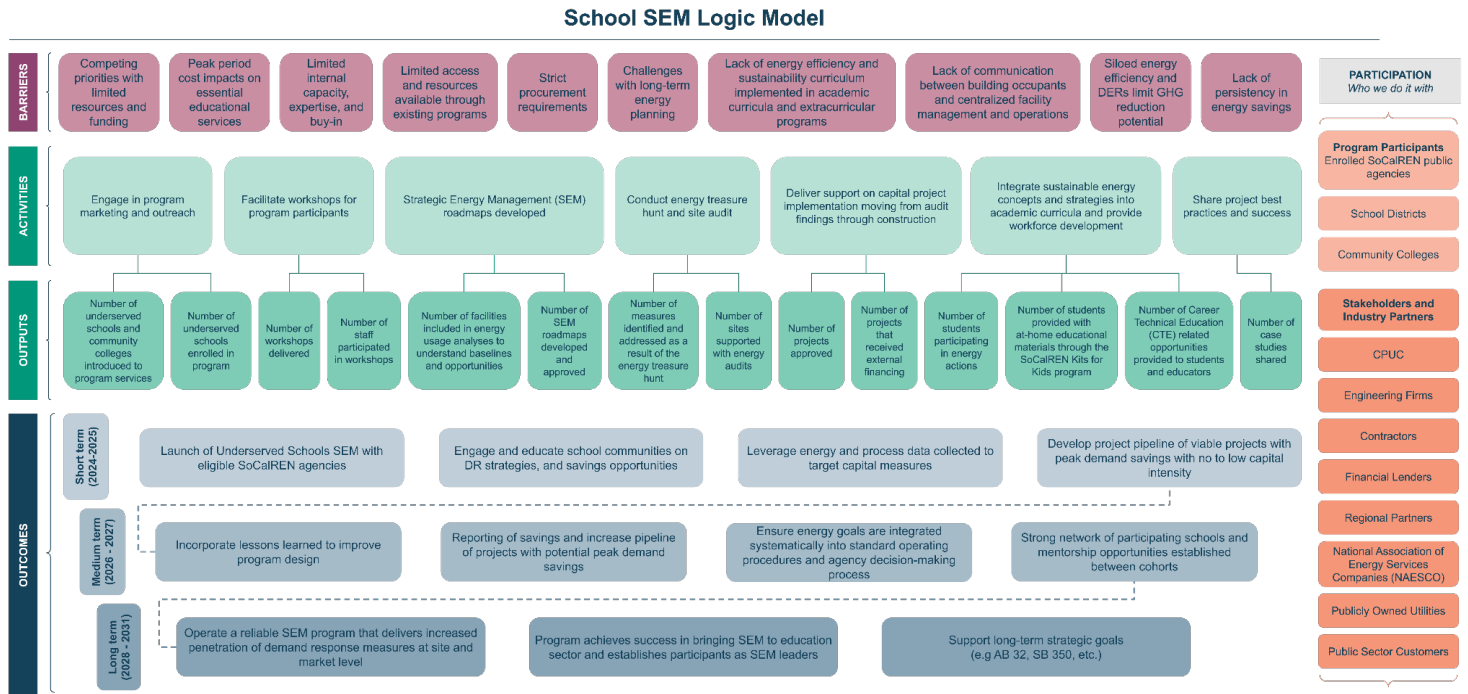 School SEM Logic Model
BARRIERS
Competing
priorities with
limited
resources and
funding
Peak period
cost impacts on
essential
educational
services
Limited
internal
capacity,
expertise, and
buy-in
Limited access
and resources
available through
existing programs
Strict
procurement
requirements
Challenges
with long-term
energy
planning
Lack of energy efficiency and
sustainability curriculum
implemented in academic
curricula and extracurricular
programs
Lack of communication
between building occupants
and centralized facility
management and operations
Siloed energy
efficiency and
DERs limit GHG
reduction
potential
Lack of
persistency in
energy savings
ACTIVITIES
Engage in program
marketing and outreach
Facilitate workshops for
program participants
Strategic Energy Management (SEM)
roadmaps developed
Conduct energy treasure
hunt and site audit
Deliver support on capital project
implementation moving from audit
findings through construction
Integrate sustainable energy
concepts and strategies into
academic curricula and provide
workforce development
Share project best
practices and success
OUTPUTS
Number of
underserved
schools and
community
colleges
introduced to
program services
Number of
underserved
schools
enrolled in
program
Number of
workshops
delivered
Number of
staff
participated
in workshops
Number of facilities
included in energy
usage analyses to
understand baselines
and opportunities
Number of
SEM
roadmaps
developed
and
approved
Number of
measures
identified and
addressed as a
result of the
energy treasure
hunt
Number of
sites
supported
with energy
audits
Number of
projects
approved
Number of
projects
that
received
external
financing
Number of
students
participating
in energy
actions
Number of students
provided with
at-home educational
materials through the
SoCalREN Kits for
Kids program
Number of Career
Technical Education
(CTE) related
opportunities
provided to students
and educators
Number of
case
studies
shared
OUTCOMES
Short term
(2024-2025)
Launch of Underserved Schools SEM with
eligible SoCalREN agencies
Engage and educate school communities on
DR strategies, and savings opportunities
Leverage energy and process data collected to
target capital measures
Develop project pipeline of viable projects with
peak demand savings with no to low capital
intensity
Medium term
(2026 - 2027)
Incorporate lessons learned to improve
program design
Reporting of savings and increase pipeline
of projects with potential peak demand
savings
Ensure energy goals are integrated
systematically into standard operating
procedures and agency decision-making
process
Strong network of participating schools and
mentorship opportunities established
between cohorts
Long term
(2028 - 2031)
Operate a reliable SEM program that delivers increased
penetration of demand response measures at site and
market level
Program achieves success in bringing SEM to education
sector and establishes participants as SEM leaders
Support long-term strategic goals
(e.g AB 32, SB 350, etc.)
PARTICIPATION
Who we do it with
Program Participants
Enrolled SoCalREN public
agencies
School Districts
Community Colleges
Stakeholders and
Industry Partners
CPUC
Engineering Firms
Contractors
Financial Lenders
Regional Partners
National Association of
Energy Services
Companies (NAESCO)
Publicly Owned Utilities
Public Sector Customers